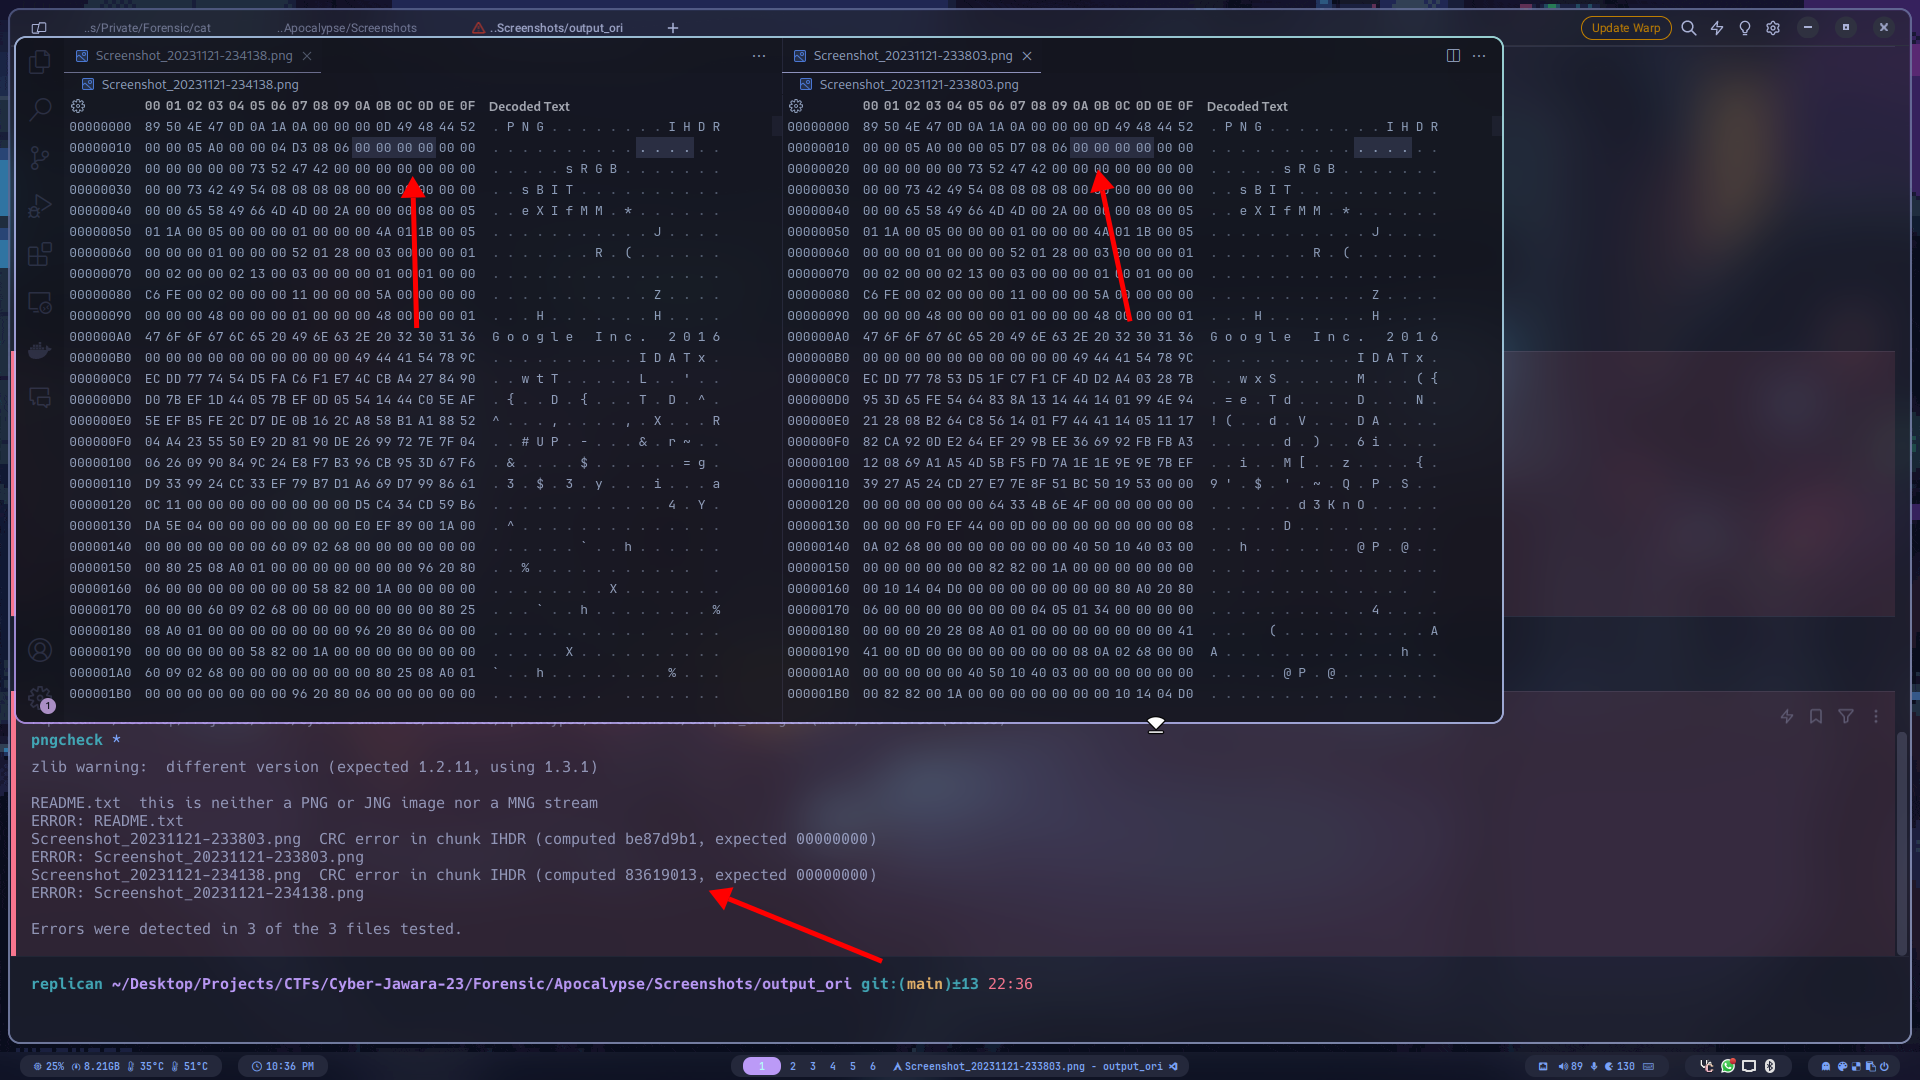 ..s/Private/Forensic/cat
..Apocalypse/Screenshots
..Screenshots/output_ori
Update Warp
Screenshot_20231121-234138.png
Screenshot_20231121-234138.png
00 01 02 03 04 05 06 07 08 09 0A 0B 0C 0D 0E 0F Decoded Text
00000000 89 50 4E 47 0D 0A 1A 0A 00 00 00 0D 49 48 44 52 . P N G . . . . . . . . I H D R
00000010 00 00 05 A0 00 00 04 D3 08 06 00 00 00 00 00 00 . . . . . . . . . . . . . . . .
00000020 00 00 00 00 00 73 52 47 42 00 00 00 00 00 00 00 . . . . . s R G B . . . . . . .
00000030 00 00 73 42 49 54 08 08 08 08 00 00 00 00 00 00 . . s B I T . . . . . . . . . .
00000040 00 00 65 58 49 66 4D 4D 00 2A 00 00 00 08 00 05 . . e X I f M M . * . . . . . .
00000050 01 1A 00 05 00 00 00 01 00 00 00 4A 01 1B 00 05 . . . . . . . . . . . J . . . .
00000060 00 00 00 01 00 00 00 52 01 28 00 03 00 00 00 01 . . . . . . . R . ( . . . . . .
00000070 00 02 00 00 02 13 00 03 00 00 00 01 00 01 00 00 . . . . . . . . . . . . . . . .
00000080 C6 FE 00 02 00 00 00 11 00 00 00 5A 00 00 00 00 . . . . . . . . . . . Z . . . .
00000090 00 00 00 48 00 00 00 01 00 00 00 48 00 00 00 01 . . . H . . . . . . . H . . . .
000000A0 47 6F 6F 67 6C 65 20 49 6E 63 2E 20 32 30 31 36 G o o g l e   I n c .   2 0 1 6
000000B0 00 00 00 00 00 00 00 00 00 00 49 44 41 54 78 9C . . . . . . . . . . I D A T x .
000000C0 EC DD 77 74 54 D5 FA C6 F1 E7 4C CB A4 27 84 90 . . w t T . . . . . L . . ' . .
000000D0 D0 7B EF 1D 44 05 7B EF 0D 05 54 14 44 C0 5E AF . { . . D . { . . . T . D . ^ .
000000E0 5E EF B5 FE 2C D7 DE 0B 16 2C A8 58 B1 A1 88 52 ^ . . . , . . . . , . X . . . R
000000F0 04 A4 23 55 50 E9 2D 81 90 DE 26 99 72 7E 7F 04 . . # U P . - . . . & . r ~ . .
00000100 06 26 09 90 84 9C 24 E8 F7 B3 96 CB 95 3D 67 F6 . & . . . . $ . . . . . . = g .
00000110 D9 33 99 24 CC 33 EF 79 B7 D1 A6 69 D7 99 86 61 . 3 . $ . 3 . y . . . i . . . a
00000120 0C 11 00 00 00 00 00 00 00 00 D5 C4 34 CD 59 B6 . . . . . . . . . . . . 4 . Y .
00000130 DA 5E 04 00 00 00 00 00 00 00 E0 EF 89 00 1A 00 . ^ . . . . . . . . . . . . . .
00000140 00 00 00 00 00 00 60 09 02 68 00 00 00 00 00 00 . . . . . . ` . . h . . . . . .
00000150 00 80 25 08 A0 01 00 00 00 00 00 00 00 96 20 80 . . % . . . . . . . . . . .   .
00000160 06 00 00 00 00 00 00 00 58 82 00 1A 00 00 00 00 . . . . . . . . X . . . . . . .
00000170 00 00 00 60 09 02 68 00 00 00 00 00 00 00 80 25 . . . ` . . h . . . . . . . . %
00000180 08 A0 01 00 00 00 00 00 00 00 96 20 80 06 00 00 . . . . . . . . . . .   . . . .
00000190 00 00 00 00 00 58 82 00 1A 00 00 00 00 00 00 00 . . . . . X . . . . . . . . . .
000001A0 60 09 02 68 00 00 00 00 00 00 00 80 25 08 A0 01 ` . . h . . . . . . . . % . . .
000001B0 00 00 00 00 00 00 00 96 20 80 06 00 00 00 00 00 . . . . . . . .   . . . . . . .
Screenshot_20231121-233803.png
Screenshot_20231121-233803.png
00 01 02 03 04 05 06 07 08 09 0A 0B 0C 0D 0E 0F Decoded Text
00000000 89 50 4E 47 0D 0A 1A 0A 00 00 00 0D 49 48 44 52 . P N G . . . . . . . . I H D R
00000010 00 00 05 A0 00 00 05 D7 08 06 00 00 00 00 00 00 . . . . . . . . . . . . . . . .
00000020 00 00 00 00 00 73 52 47 42 00 00 00 00 00 00 00 . . . . . s R G B . . . . . . .
00000030 00 00 73 42 49 54 08 08 08 08 00 00 00 00 00 00 . . s B I T . . . . . . . . . .
00000040 00 00 65 58 49 66 4D 4D 00 2A 00 00 00 08 00 05 . . e X I f M M . * . . . . . .
00000050 01 1A 00 05 00 00 00 01 00 00 00 4A 01 1B 00 05 . . . . . . . . . . . J . . . .
00000060 00 00 00 01 00 00 00 52 01 28 00 03 00 00 00 01 . . . . . . . R . ( . . . . . .
00000070 00 02 00 00 02 13 00 03 00 00 00 01 00 01 00 00 . . . . . . . . . . . . . . . .
00000080 C6 FE 00 02 00 00 00 11 00 00 00 5A 00 00 00 00 . . . . . . . . . . . Z . . . .
00000090 00 00 00 48 00 00 00 01 00 00 00 48 00 00 00 01 . . . H . . . . . . . H . . . .
000000A0 47 6F 6F 67 6C 65 20 49 6E 63 2E 20 32 30 31 36 G o o g l e   I n c .   2 0 1 6
000000B0 00 00 00 00 00 00 00 00 00 00 49 44 41 54 78 9C . . . . . . . . . . I D A T x .
000000C0 EC DD 77 78 53 D5 1F C7 F1 CF 4D D2 A4 03 28 7B . . w x S . . . . . M . . . ( {
000000D0 95 3D 65 FE 54 64 83 8A 13 14 44 14 01 99 4E 94 . = e . T d . . . . D . . . N .
000000E0 21 28 08 B2 64 C8 56 14 01 F7 44 41 14 05 11 17 ! ( . . d . V . . . D A . . . .
000000F0 82 CA 92 0D E2 64 EF 29 9B EE 36 69 92 FB FB A3 . . . . . d . ) . . 6 i . . . .
00000100 12 08 69 A1 A5 4D 5B F5 FD 7A 1E 1E 9E 9E 7B EF . . i . . M [ . . z . . . . { .
00000110 39 27 A5 24 CD 27 E7 7E 8F 51 BC 50 19 53 00 00 9 ' . $ . ' . ~ . Q . P . S . .
00000120 00 00 00 00 00 00 64 33 4B 6E 4F 00 00 00 00 00 . . . . . . d 3 K n O . . . . .
00000130 00 00 00 F0 EF 44 00 0D 00 00 00 00 00 00 00 08 . . . . . D . . . . . . . . . .
00000140 0A 02 68 00 00 00 00 00 00 00 40 50 10 40 03 00 . . h . . . . . . . @ P . @ . .
00000150 00 00 00 00 00 00 82 82 00 1A 00 00 00 00 00 00 . . . . . . . . . . . . . . . .
00000160 00 10 14 04 D0 00 00 00 00 00 00 00 80 A0 20 80 . . . . . . . . . . . . . .   .
00000170 06 00 00 00 00 00 00 00 04 05 01 34 00 00 00 00 . . . . . . . . . . . 4 . . . .
00000180 00 00 00 20 28 08 A0 01 00 00 00 00 00 00 00 41 . . .   ( . . . . . . . . . . A
00000190 41 00 0D 00 00 00 00 00 00 00 08 0A 02 68 00 00 A . . . . . . . . . . . . h . .
000001A0 00 00 00 00 00 40 50 10 40 03 00 00 00 00 00 00 . . . . . @ P . @ . . . . . . .
000001B0 00 82 82 00 1A 00 00 00 00 00 00 00 10 14 04 D0 . . . . . . . . . . . . . . . .
1
pngcheck *
zlib warning:  different version (expected 1.2.11, using 1.3.1)
README.txt  this is neither a PNG or JNG image nor a MNG stream
ERROR: README.txt
Screenshot_20231121-233803.png  CRC error in chunk IHDR (computed be87d9b1, expected 00000000)
ERROR: Screenshot_20231121-233803.png
Screenshot_20231121-234138.png  CRC error in chunk IHDR (computed 83619013, expected 00000000)
ERROR: Screenshot_20231121-234138.png
Errors were detected in 3 of the 3 files tested.
replican ~/Desktop/Projects/CTFs/Cyber-Jawara-23/Forensic/Apocalypse/Screenshots/output_ori git:(main)±13 22:36
25% 8.21GB 35°C 51°C 10:36 PM 1 2 3 4 5 6 Screenshot_20231121-233803.png - output_ori 89 130